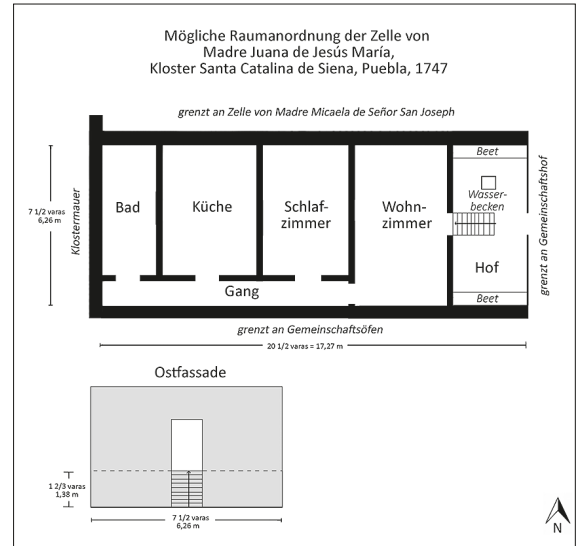 Mögliche Raumanordnung der Zelle von
Madre Juana de Jesús María,
Kloster Santa Catalina de Siena, Puebla, 1747
grenzt an Zelle von Madre Micaela de Señor San Joseph
Beet
Wasser-
becken
Bad
Küche
Schlaf-
zimmer
Wohn-
zimmer
Hof
Gang
Beet
Klostermauer
7 1/2 varas
6,26 m
grenzt an Gemeinschaftshof
grenzt an Gemeinschaftsöfen
20 1/2 varas = 17,27 m
Ostfassade
1 2/3 varas
1,38 m
7 1/2 varas
6,26 m
N